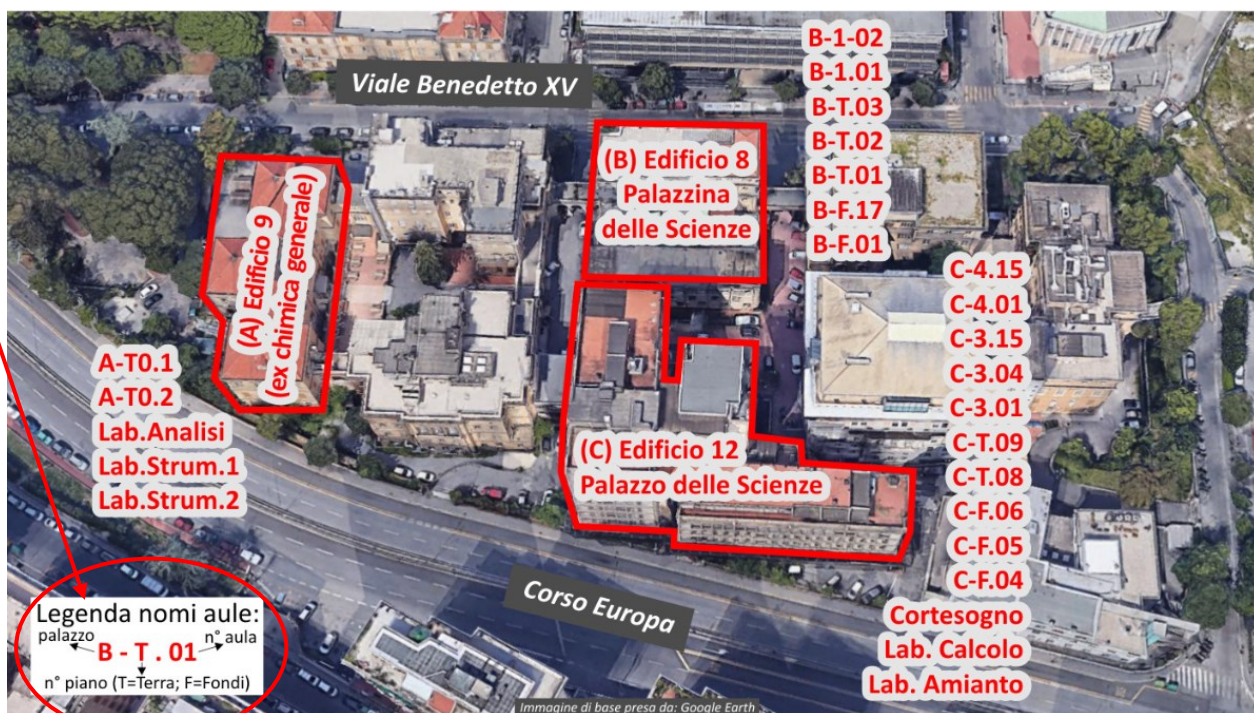 Viale Benedetto XV
(A) Edificio 9
(ex chimica generale)
(B) Edificio 8
Palazzina
delle Scienze
B-1-02
B-1.01
B-T.03
B-T.02
B-T.01
B-F.17
B-F.01
A-T0.1
A-T0.2
Lab.Analisi
Lab.Strum.1
Lab.Strum.2
(C) Edificio 12
Palazzo delle Scienze
C-4.15
C-4.01
C-3.15
C-3.04
C-3.01
C-T.09
C-T.08
C-F.06
C-F.05
C-F.04
Cortesogno
Lab. Calcolo
Lab. Amianto
Corso Europa
Legenda nomi aule:
palazzo
n° aula
B - T . 01
n° piano (T=Terra; F=Fondi)
Immagine di base presa da: Google Earth